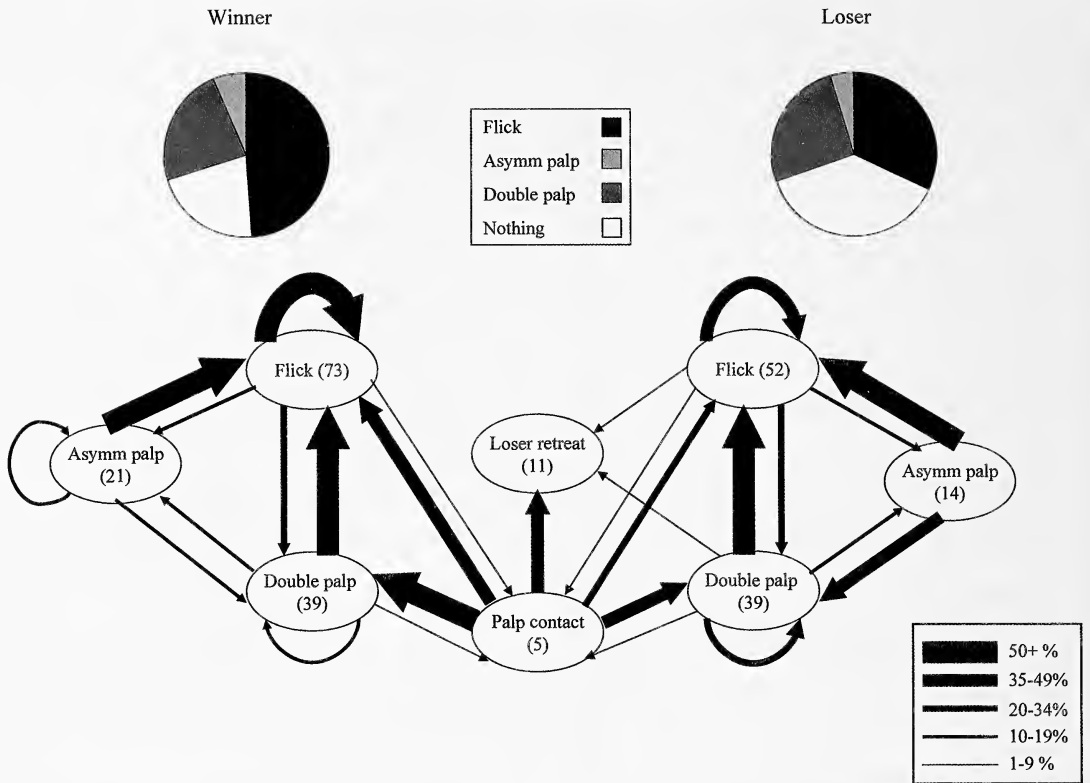 Winner
Loser
Flick
Asymm palp
Double palp
Nothing
Flick (73)
Flick (52)
Loser retreat
(11)
Asymm palp
(21)
Asymm palp
(14)
Double palp
(39)
Palp contact
(5)
Double palp
(39)
50+ %
35-49%
20-34%
10-19%
1-9 %